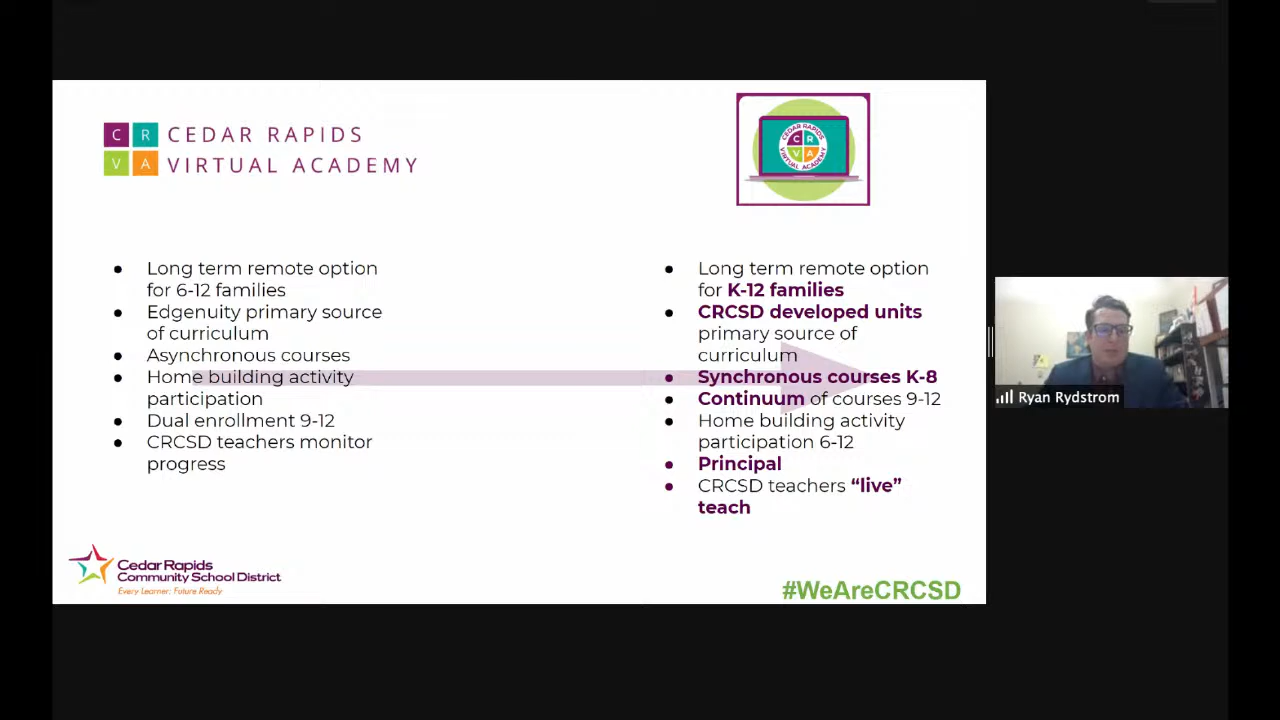 C R
V A
CEDAR RAPIDS
VIRTUAL ACADEMY
CEDAR RAPIDS
C R
V A
VIRTUAL ACADEMY
● Long term remote option
for 6-12 families
● Edgenuity primary source
of curriculum
● Asynchronous courses
● Home building activity
participation
● Dual enrollment 9-12
● CRCSD teachers monitor
progress
● Long term remote option
for K-12 families
● CRCSD developed units
primary source of
curriculum
● Synchronous courses K-8
● Continuum of courses 9-12
● Home building activity
participation 6-12
● Principal
● CRCSD teachers “live”
teach
Cedar Rapids
Community School District
Every Learner: Future Ready
#WeAreCRCSD
Ryan Rydstrom